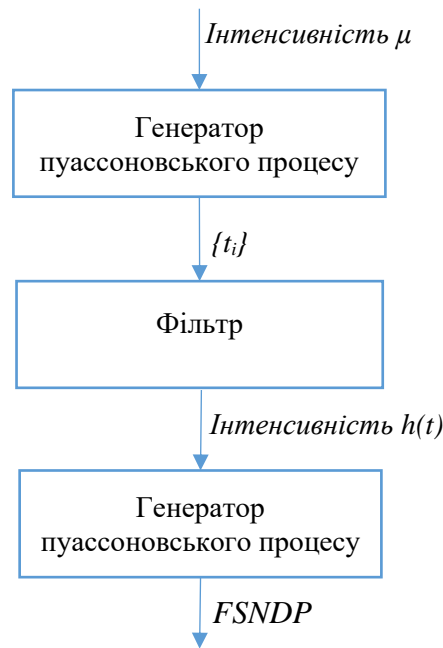 Інтенсивність μ
Генератор
пуассоновського процесу
{tᵢ}
Фільтр
Інтенсивність h(t)
Генератор
пуассоновського процесу
FSNDP